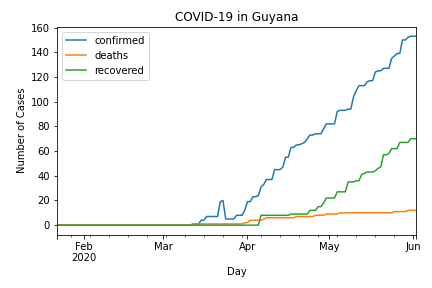 COVID-19 in Guyana
confirmed
deaths
recovered
Number of Cases
160
140
120
100
80
60
40
20
0
Feb Mar Apr May Jun
2020
Day